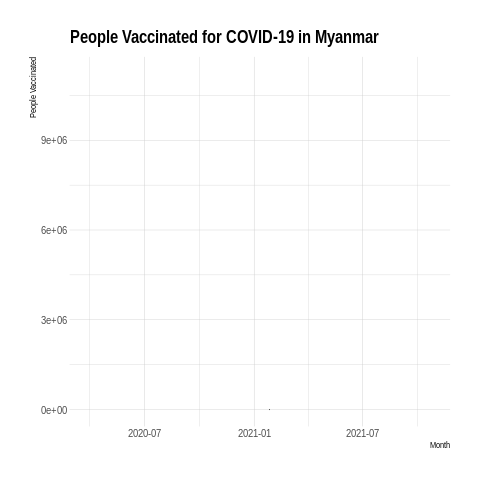 People Vaccinated for COVID-19 in Myanmar
People Vaccinated
9e+06
6e+06
3e+06
0e+00
2020-07
2021-01
2021-07
Month